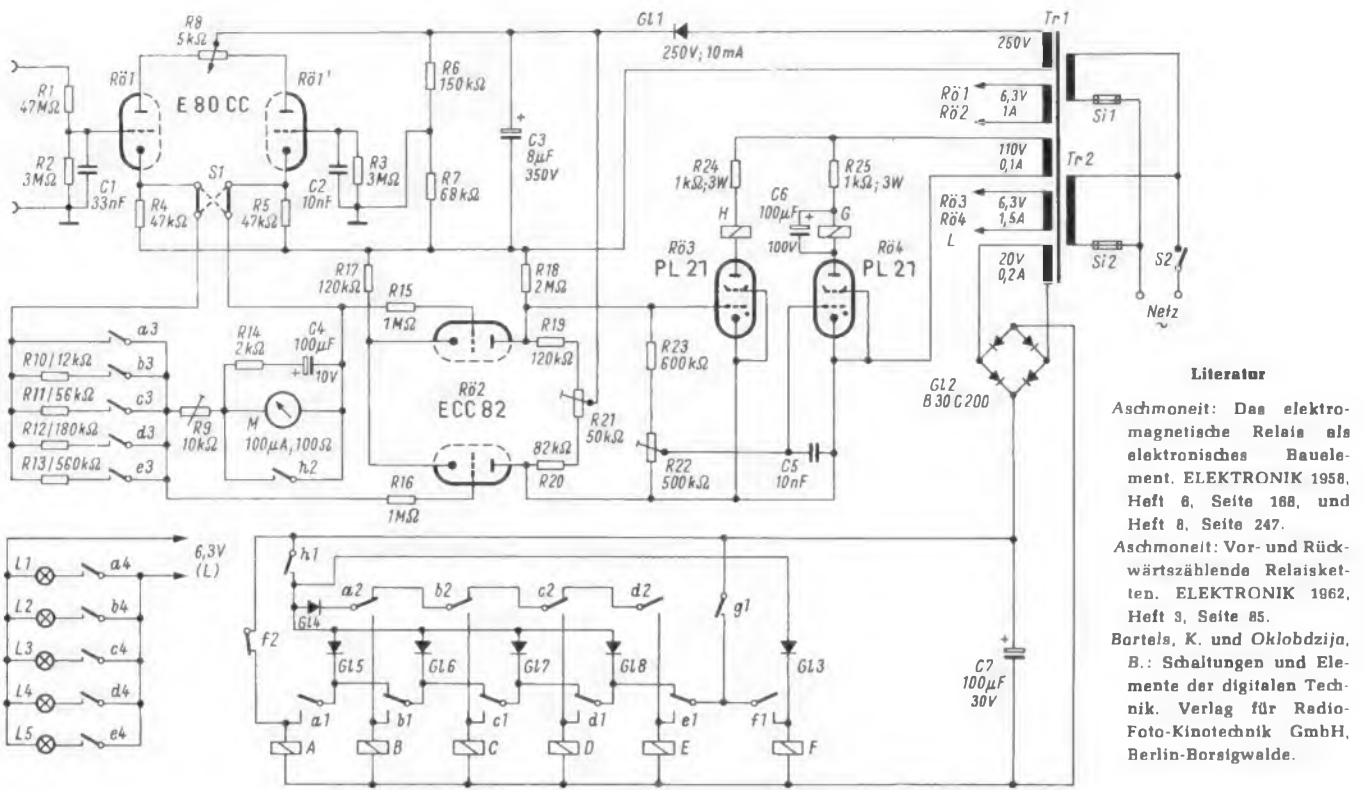 R8
5kΩ
Rö1
Rö1'
E 80 CC
R1
47MΩ
R2
3MΩ
C1
33nF
R4
47kΩ
S1
R5
47kΩ
C2
10nF
R3
3MΩ
R6
150kΩ
R7
68kΩ
C3
8µF
350V
+
GL1
250V; 10mA
Tr1
250V
Rö1
Rö2
6,3V
1A
110V
0,1A
Rö3
Rö4
L
6,3V
1,5A
20V
0,2A
Tr2
Si1
Si2
S2
Netz
~
R24
1kΩ; 3W
R25
1kΩ; 3W
C6
100µF
+
100V
H
G
Rö3
PL 21
Rö4
PL 21
R17
120kΩ
R18
2MΩ
R15
1MΩ
R19
120kΩ
Rö2
ECC 82
82kΩ
R20
R21
50kΩ
R16
1MΩ
R23
600kΩ
R22
500kΩ
C5
10nF
GL2
B 30 C 200
a3
R10/12kΩ
b3
R11/56kΩ
c3
R12/180kΩ
d3
R13/560kΩ
e3
R9
10kΩ
R14
2kΩ
C4
100µF
+
10V
M
100µA, 100Ω
h2
L1
a4
L2
b4
L3
c4
L4
d4
L5
e4
6,3V
(L)
h1
f2
GL4
a2
b2
c2
d2
g1
GL5
GL6
GL7
GL8
GL3
a1
b1
c1
d1
e1
f1
A
B
C
D
E
F
+
C7
100µF
30V
Literatur
Aschmoneit: Das elektro-
magnetische Relais als
elektronisches Bauele-
ment. ELEKTRONIK 1958,
Heft 6, Seite 168, und
Heft 8, Seite 247.
Aschmoneit: Vor- und Rück-
wärtszählende Relaisket-
ten. ELEKTRONIK 1962,
Heft 3, Seite 85.
Bartels, K. und Oklobdzija,
B.: Schaltungen und Ele-
mente der digitalen Tech-
nik. Verlag für Radio-
Foto-Kinotechnik GmbH,
Berlin-Borsigwalde.